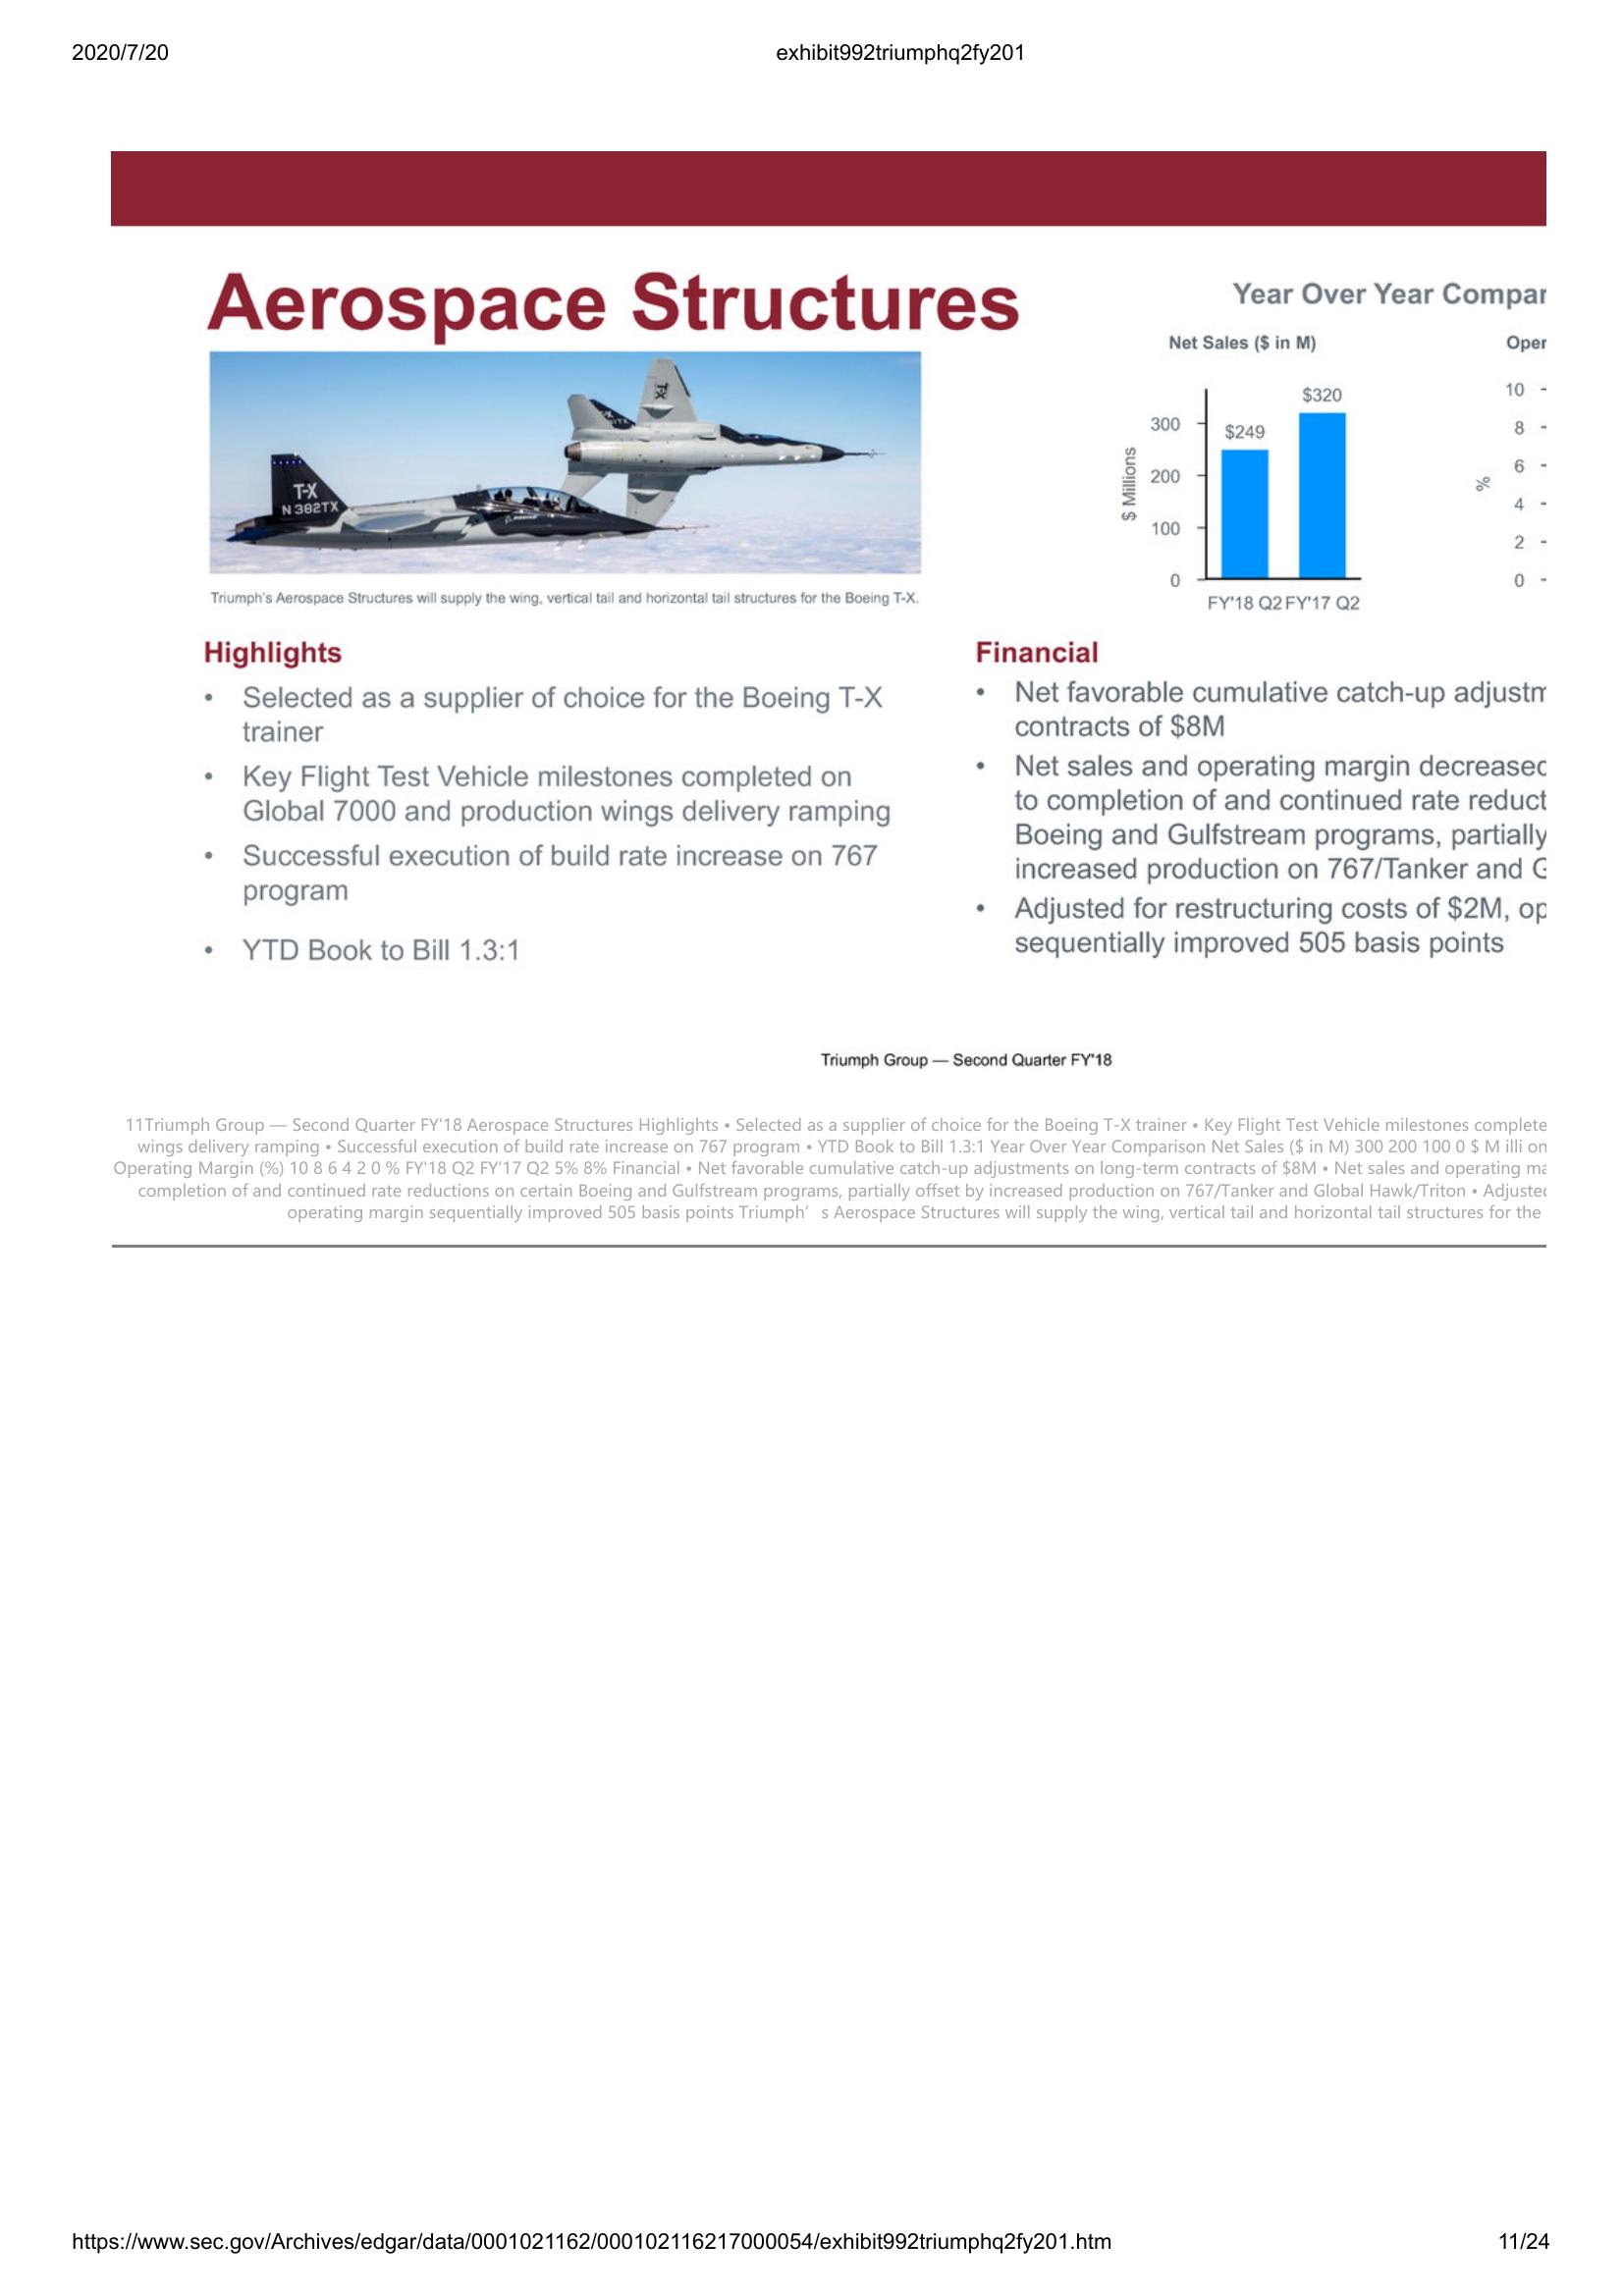 2020/7/20
exhibit992triumphq2fy201
Aerospace Structures
T-X
T-X
N 382TX
BOEING
Triumph's Aerospace Structures will supply the wing, vertical tail and horizontal tail structures for the Boeing T-X.
Highlights
• Selected as a supplier of choice for the Boeing T-X
trainer
• Key Flight Test Vehicle milestones completed on
Global 7000 and production wings delivery ramping
• Successful execution of build rate increase on 767
program
• YTD Book to Bill 1.3:1
Year Over Year Compar
Net Sales ($ in M)
$ Millions
300
200
100
0
$249
$320
FY'18 Q2 FY'17 Q2
Oper
%
10
8
6
4
2
0
Financial
• Net favorable cumulative catch-up adjustm
contracts of $8M
• Net sales and operating margin decreased
to completion of and continued rate reduct
Boeing and Gulfstream programs, partially
increased production on 767/Tanker and G
• Adjusted for restructuring costs of $2M, op
sequentially improved 505 basis points
Triumph Group — Second Quarter FY'18
11Triumph Group — Second Quarter FY'18 Aerospace Structures Highlights • Selected as a supplier of choice for the Boeing T-X trainer • Key Flight Test Vehicle milestones complete
wings delivery ramping • Successful execution of build rate increase on 767 program • YTD Book to Bill 1.3:1 Year Over Year Comparison Net Sales ($ in M) 300 200 100 0 $ M illi on
Operating Margin (%) 10 8 6 4 2 0 % FY'18 Q2 FY'17 Q2 5% 8% Financial • Net favorable cumulative catch-up adjustments on long-term contracts of $8M • Net sales and operating ma
completion of and continued rate reductions on certain Boeing and Gulfstream programs, partially offset by increased production on 767/Tanker and Global Hawk/Triton • Adjusted
operating margin sequentially improved 505 basis points Triumph’s Aerospace Structures will supply the wing, vertical tail and horizontal tail structures for the
https://www.sec.gov/Archives/edgar/data/0001021162/000102116217000054/exhibit992triumphq2fy201.htm
11/24